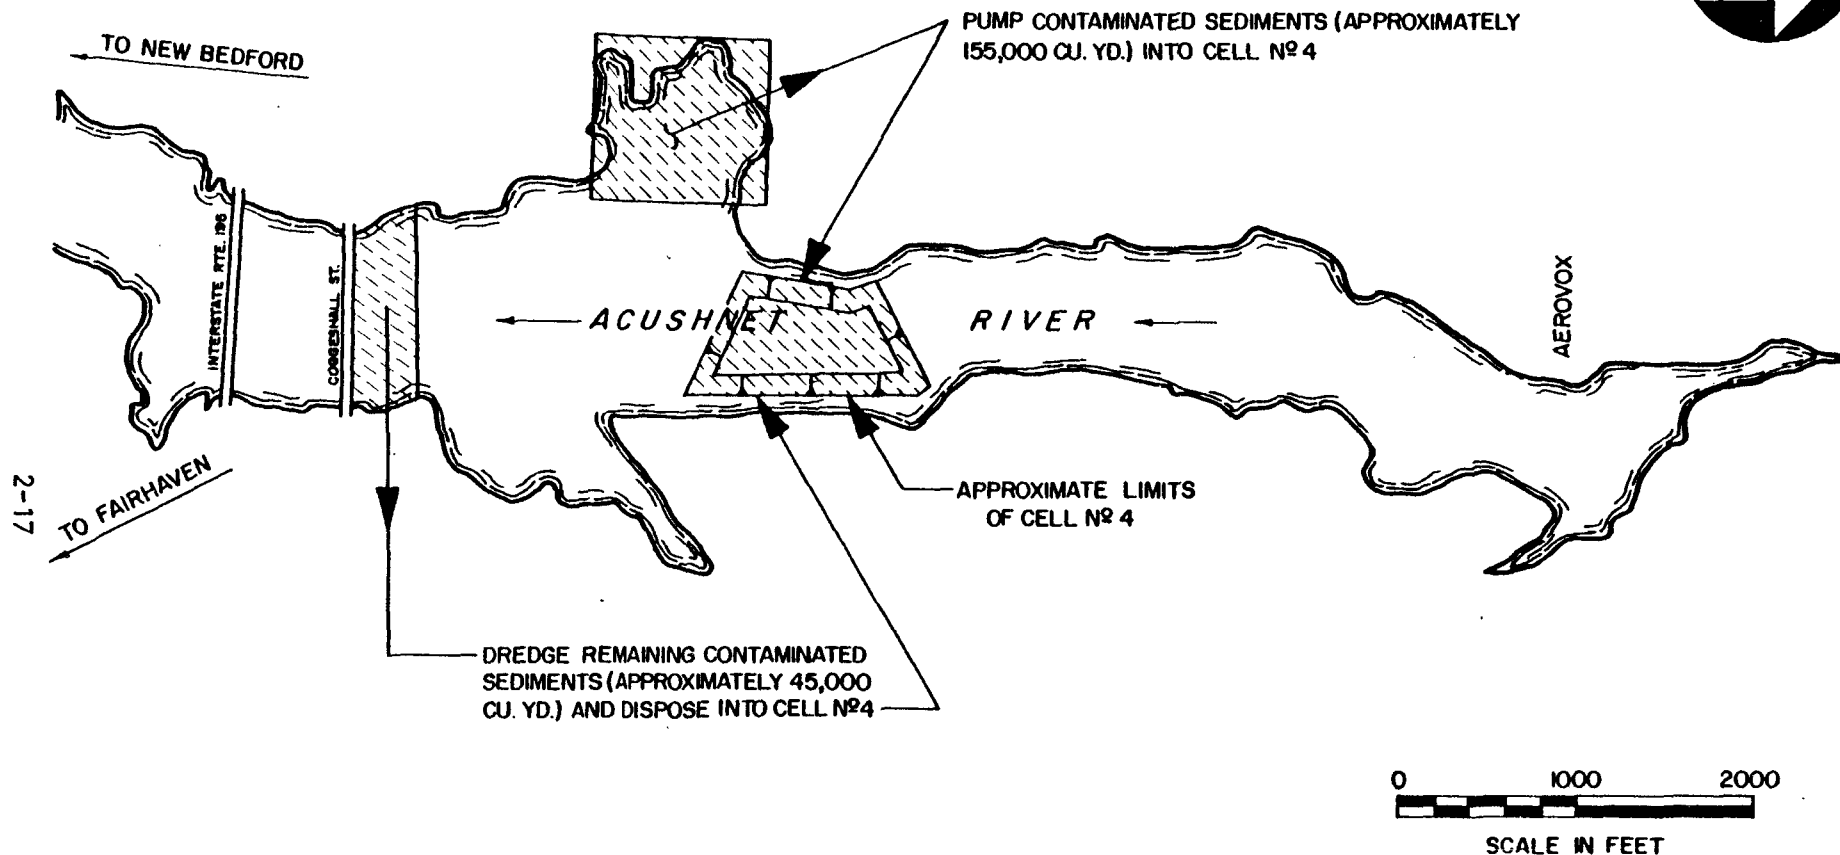 PUMP CONTAMINATED SEDIMENTS (APPROXIMATELY
155,000 CU. YD.) INTO CELL Nº 4
TO NEW BEDFORD
INTERSTATE RTE. 195
COGGESHALL ST.
ACUSHNET RIVER
AEROVOX
TO FAIRHAVEN
2-17
APPROXIMATE LIMITS
OF CELL Nº 4
DREDGE REMAINING CONTAMINATED
SEDIMENTS (APPROXIMATELY 45,000
CU. YD.) AND DISPOSE INTO CELL Nº4
0 1000 2000
SCALE IN FEET